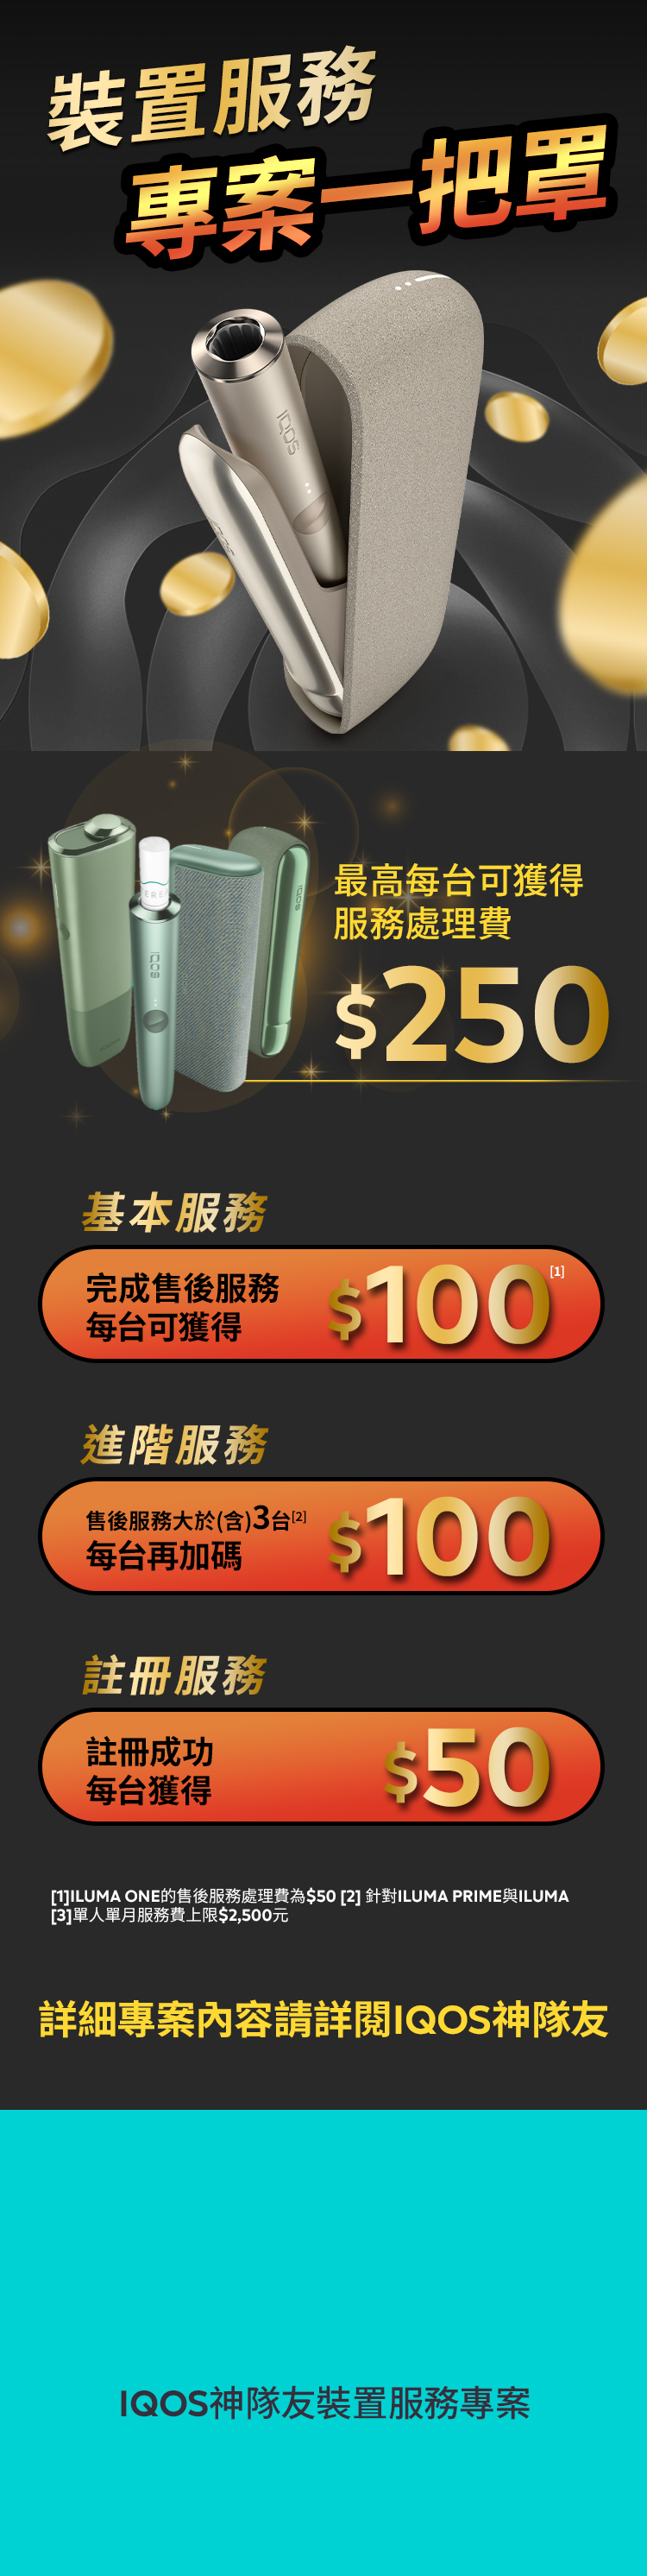 裝置服務
專案一把罩
IQOS
IQOS
最高每台可獲得
服務處理費
$250
基本服務
完成售後服務
每台可獲得
$100[1]
進階服務
售後服務大於(含)3台[2]
每台再加碼
$100
註冊服務
註冊成功
每台獲得
$50
[1]ILUMA ONE的售後服務處理費為$50 [2] 針對ILUMA PRIME與ILUMA
[3]單人單月服務費上限$2,500元
詳細專案內容請詳閱IQOS神隊友
IQOS神隊友裝置服務專案